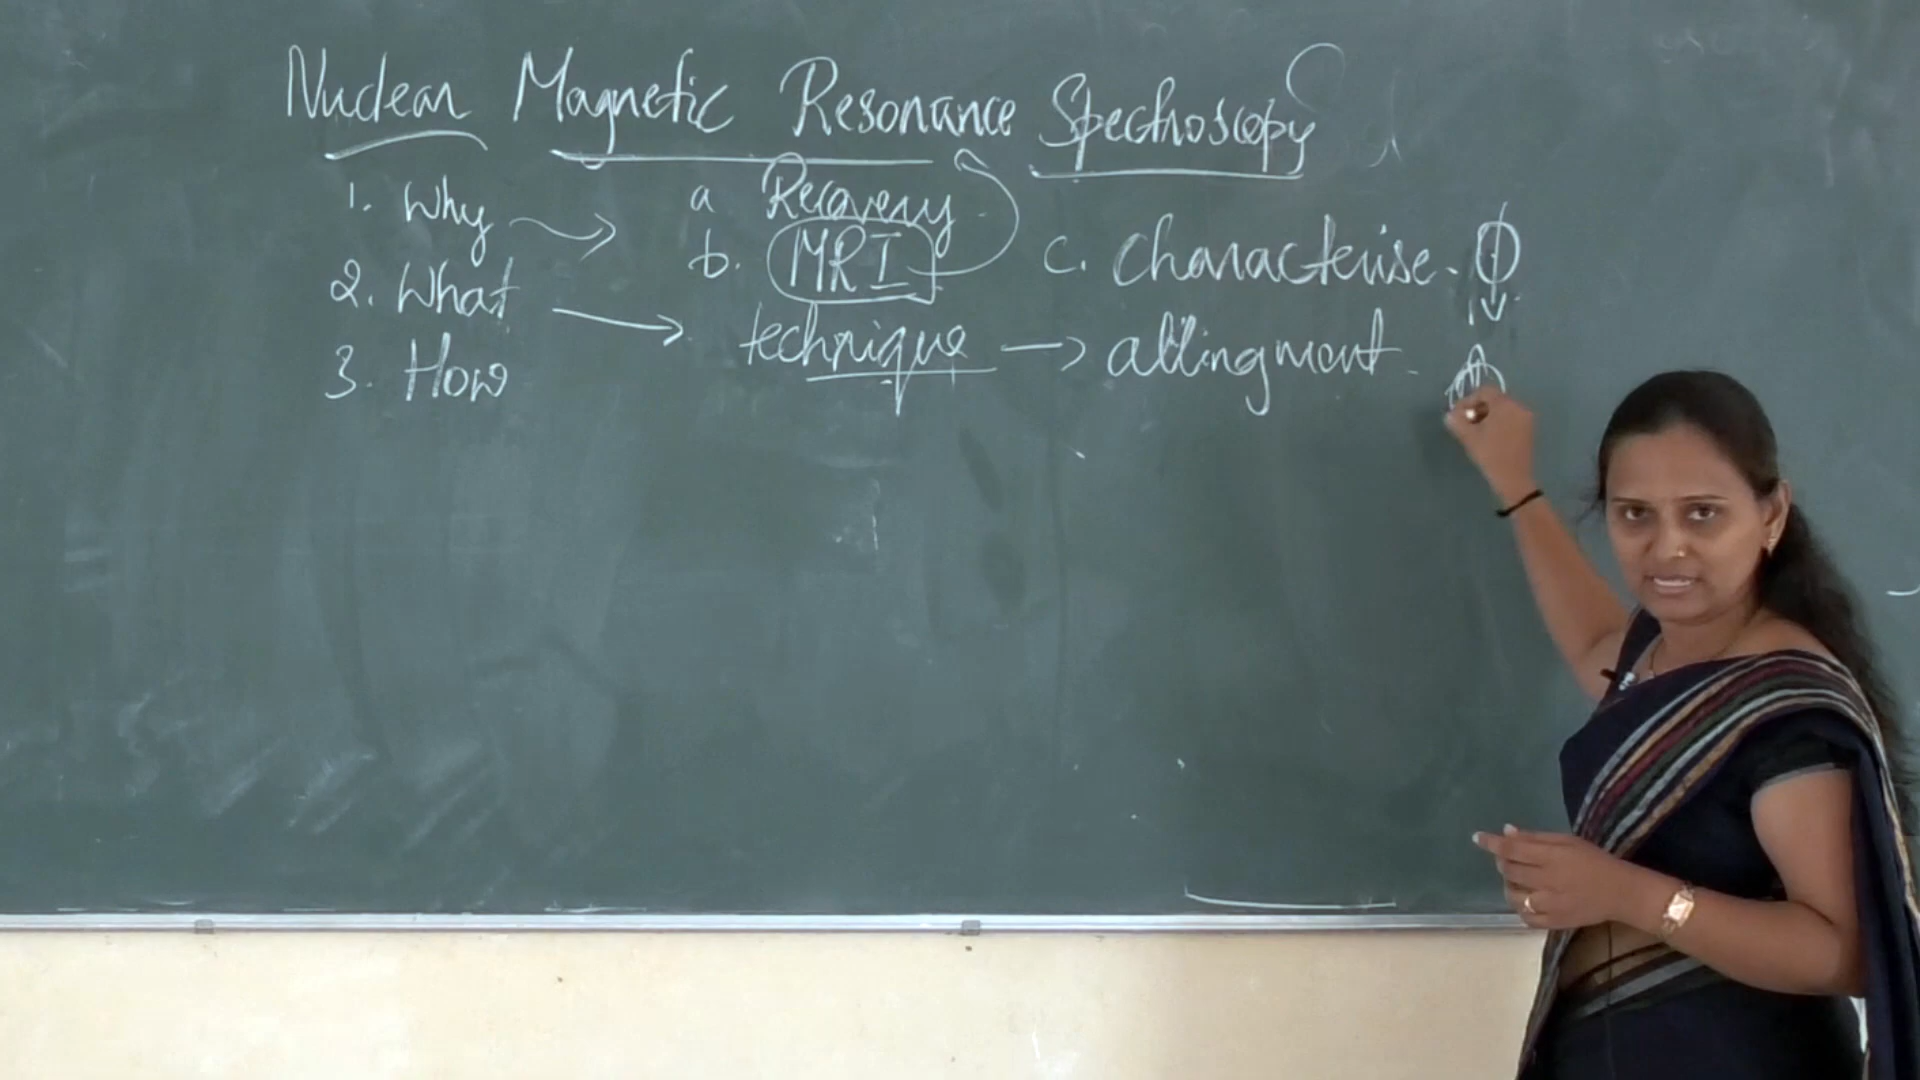 Nuclear Magnetic Resonance Spectroscopy
1. Why a Recovery
b. MRI c. characterise.
2. What technique allingment.
3. How